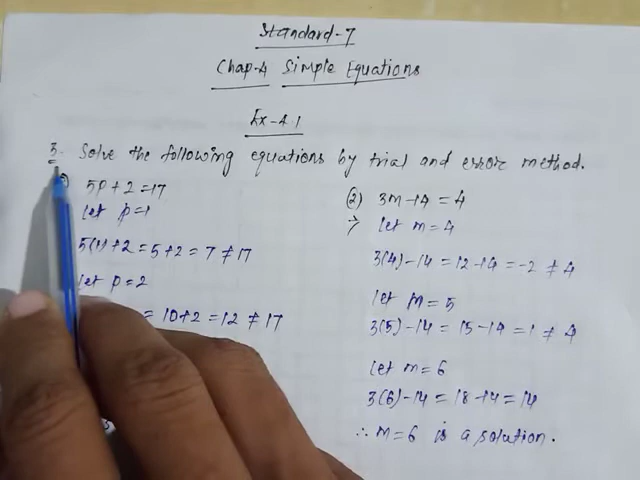 Standard-7
Chap-4 Simple Equations
Ex-4.1
3. Solve the following equations by trial and error method.
5p+2=17
let p=1
5(1)+2=5+2=7≠17
let p=2
= 10+2=12≠17
(2) 3m-14=4
→ let m=4
3(4)-14=12-14=-2≠4
let m=5
3(5)-14=15-14=1≠4
let m=6
3(6)-14=18-14=14
∴ m=6 is a solution.